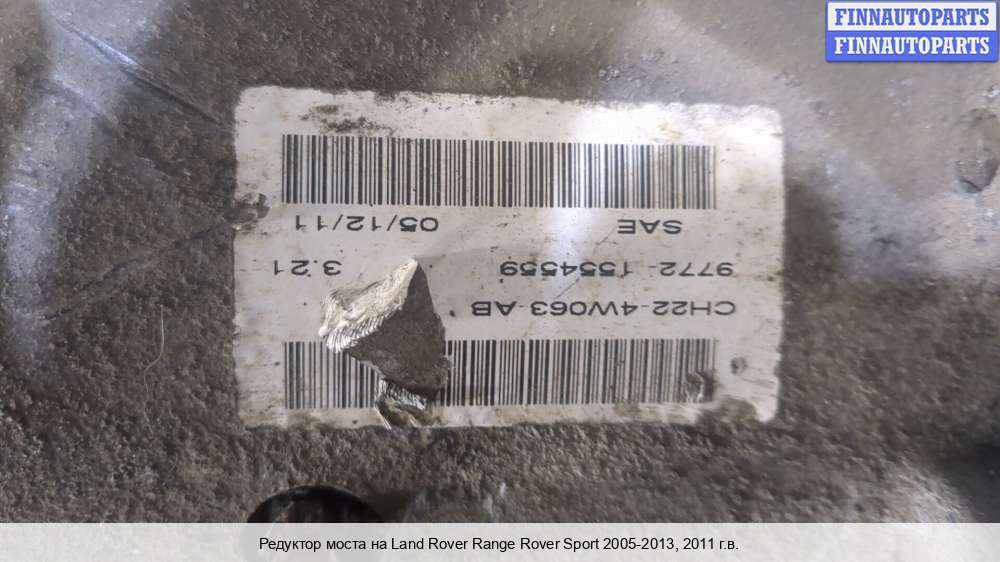 FINNAUTOPARTS
FINNAUTOPARTS
CH22-4W063-AB
9772-1554559 3.21
SAE 05/12/11
Редуктор моста на Land Rover Range Rover Sport 2005-2013, 2011 г.в.